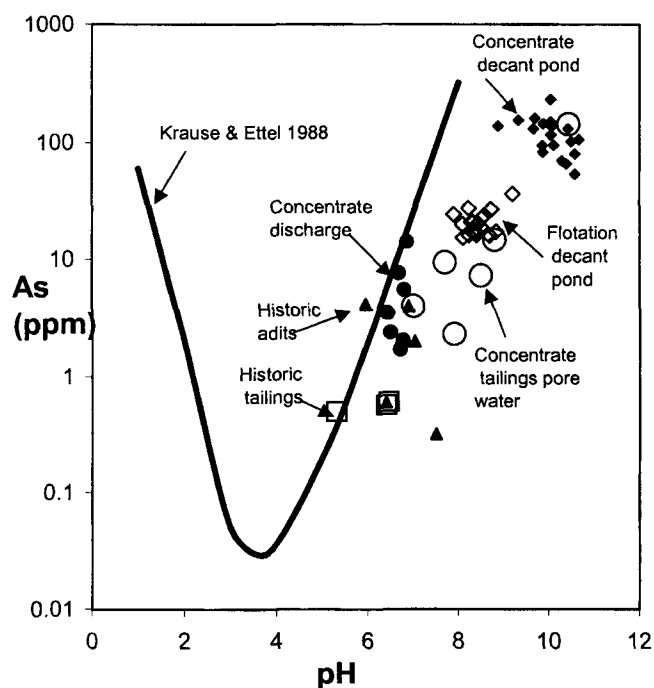 1000
Concentrate
decant pond
100
Krause & Ettel 1988
Concentrate
discharge
10
Flotation
decant
pond
As
(ppm)
Historic
adits
Concentrate
tailings pore
water
1
Historic
tailings
0.1
0.01
0 2 4 6 8 10 12
pH